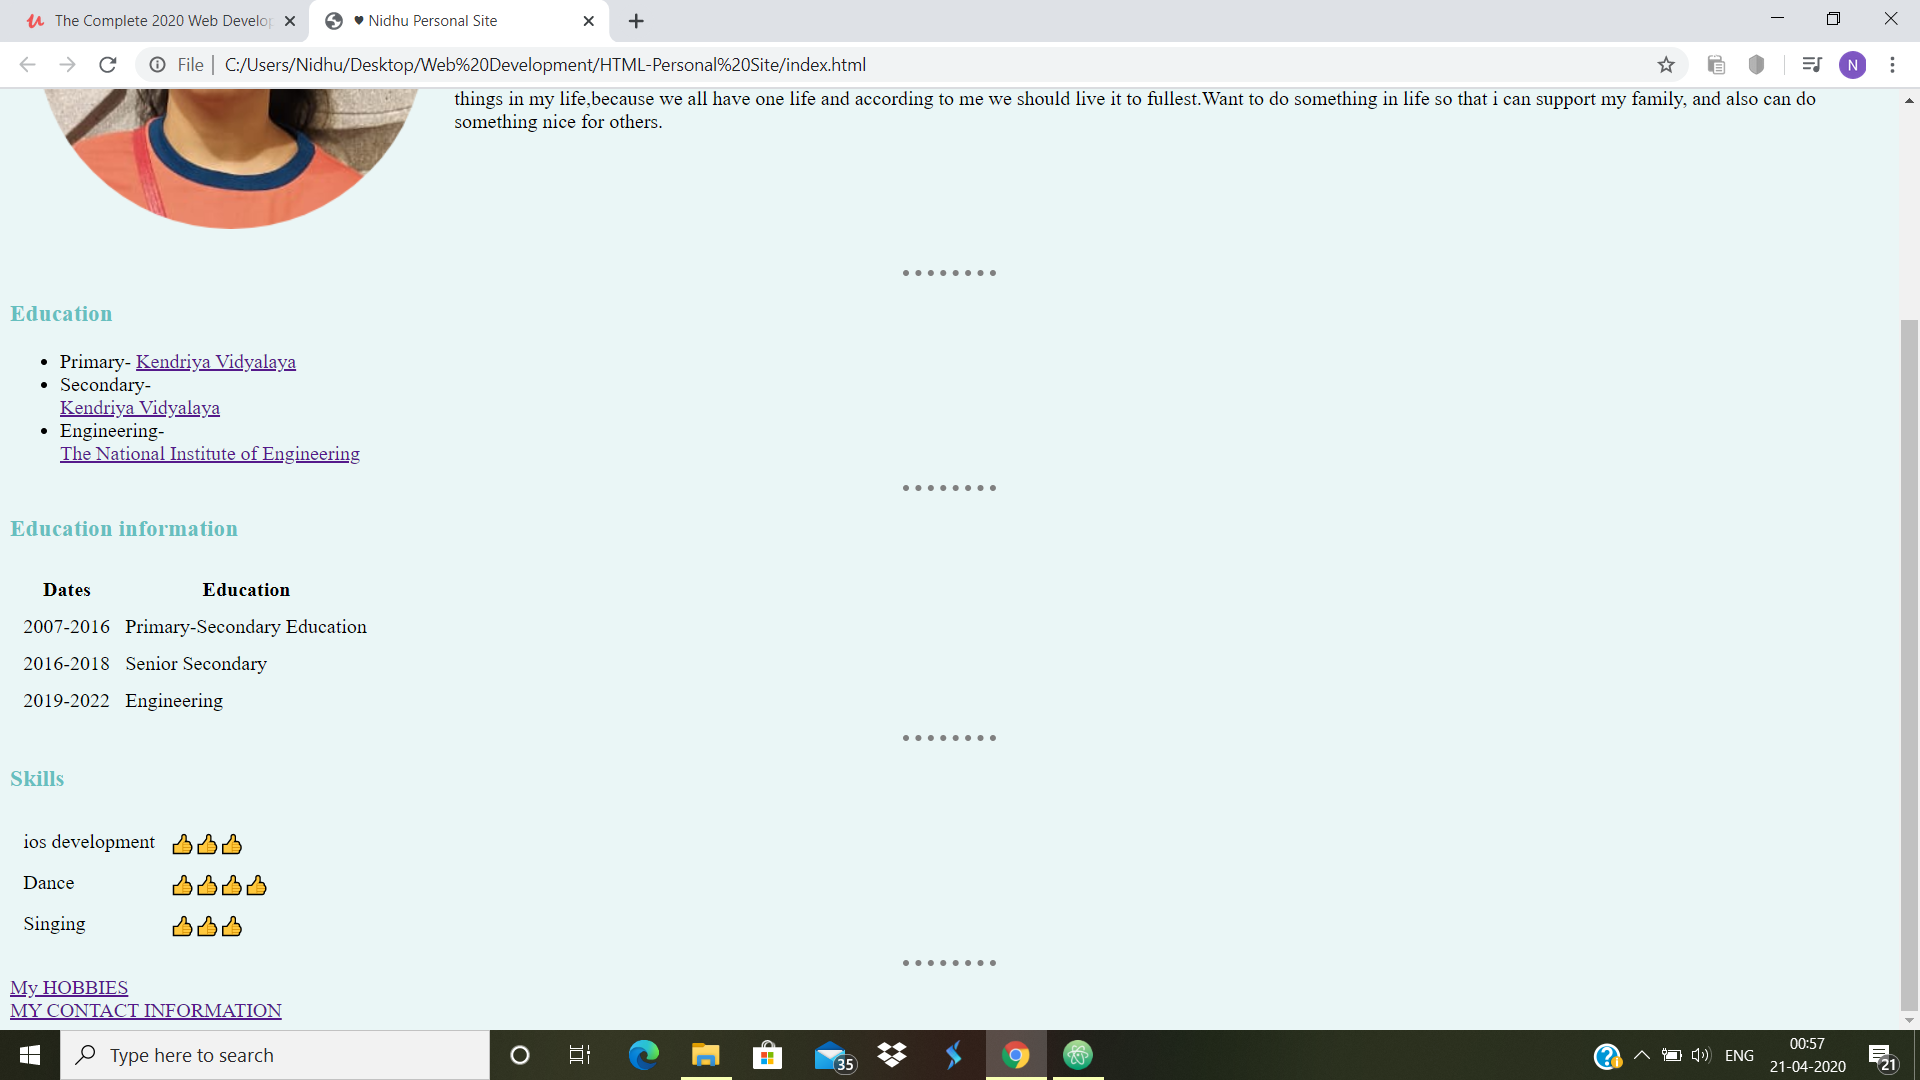 The Complete 2020 Web Develo
♥ Nidhu Personal Site
File | C:/Users/Nidhu/Desktop/Web%20Development/HTML-Personal%20Site/index.html
N
things in my life,because we all have one life and according to me we should live it to fullest.Want to do something in life so that i can support my family, and also can do
something nice for others.
Education
• Primary- Kendriya Vidyalaya
• Secondary-
Kendriya Vidyalaya
• Engineering-
The National Institute of Engineering
Education information
Dates Education
2007-2016 Primary-Secondary Education
2016-2018 Senior Secondary
2019-2022 Engineering
Skills
ios development 👍👍👍
Dance 👍👍👍👍
Singing 👍👍👍
My HOBBIES
MY CONTACT INFORMATION
Type here to search
35
ENG
00:57
21-04-2020
21